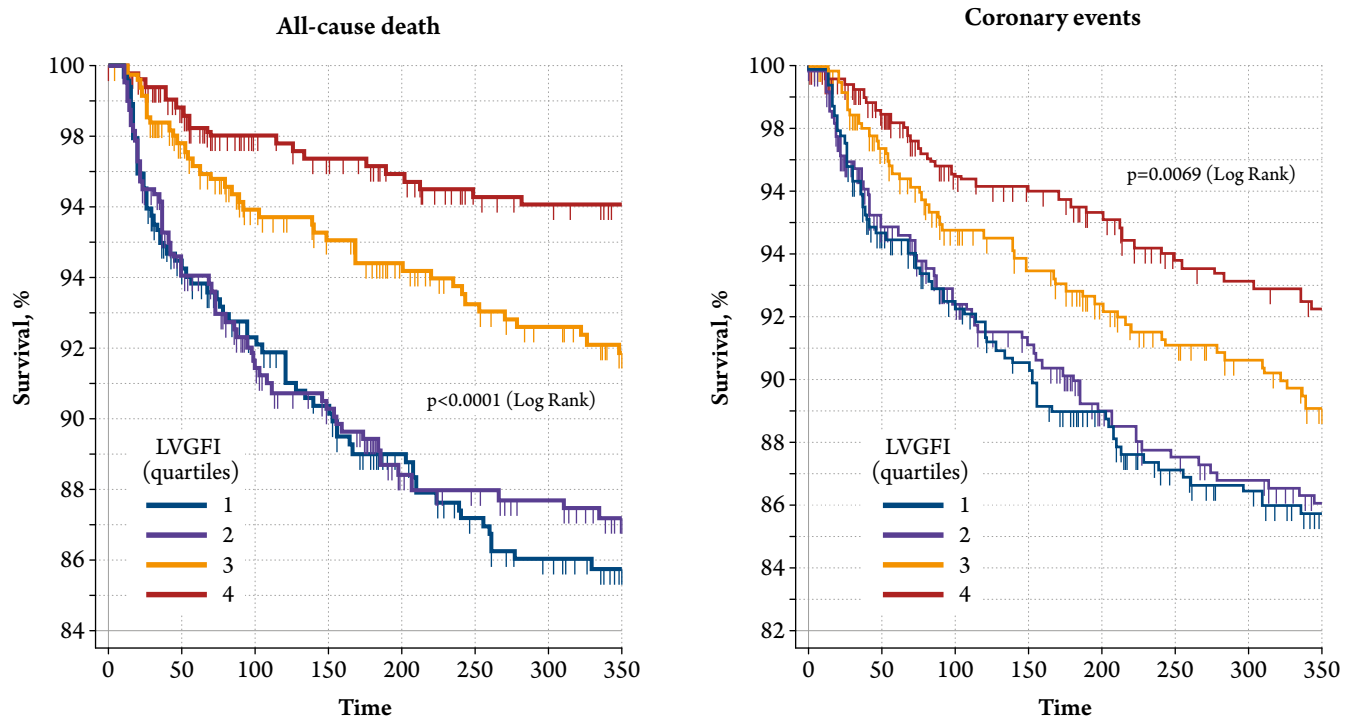 All-cause death
Survival, %
100
98
94
94
92
90
88
86
84
p<0.0001 (Log Rank)
LVGFI
(quartiles)
1
2
3
4
0 50 100 150 200 250 300 350
Time
Coronary events
Survival, %
100
98
94
94
92
90
88
86
84
82
p=0.0069 (Log Rank)
LVGFI
(quartiles)
1
2
3
4
0 50 100 150 200 250 300 350
Time